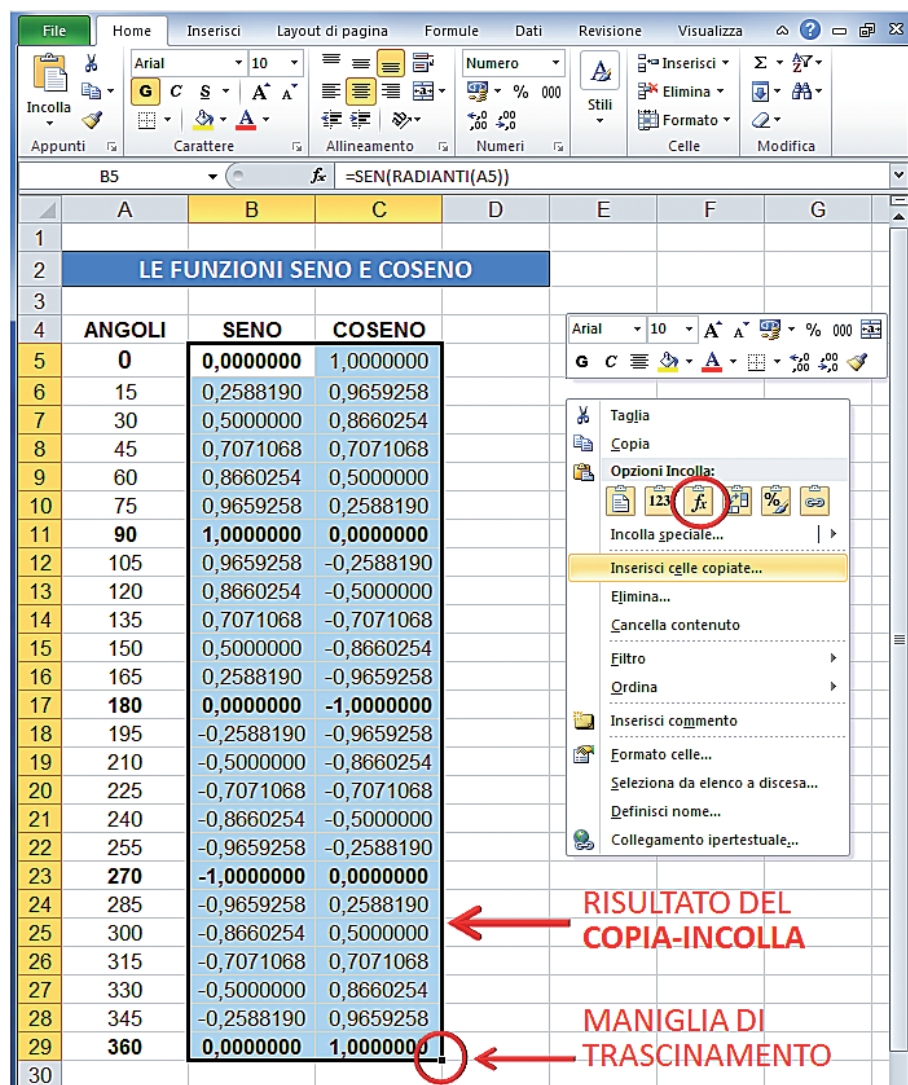 File Home Inserisci Layout di pagina Formule Dati Revisione Visualizza
Arial 10 Numero Inserisci Σ
Incolla G C S A A % 000 Stili Elimina
A ,00 ,00 Formato
Appunti Carattere Allineamento Numeri Celle Modifica
B5 fx =SEN(RADIANTI(A5))
A B C D E F G
1
2 LE FUNZIONI SENO E COSENO
3
4 ANGOLI SENO COSENO
5 0 0,0000000 1,0000000
6 15 0,2588190 0,9659258
7 30 0,5000000 0,8660254
8 45 0,7071068 0,7071068
9 60 0,8660254 0,5000000
10 75 0,9659258 0,2588190
11 90 1,0000000 0,0000000
12 105 0,9659258 -0,2588190
13 120 0,8660254 -0,5000000
14 135 0,7071068 -0,7071068
15 150 0,5000000 -0,8660254
16 165 0,2588190 -0,9659258
17 180 0,0000000 -1,0000000
18 195 -0,2588190 -0,9659258
19 210 -0,5000000 -0,8660254
20 225 -0,7071068 -0,7071068
21 240 -0,8660254 -0,5000000
22 255 -0,9659258 -0,2588190
23 270 -1,0000000 0,0000000
24 285 -0,9659258 0,2588190
25 300 -0,8660254 0,5000000
26 315 -0,7071068 0,7071068
27 330 -0,5000000 0,8660254
28 345 -0,2588190 0,9659258
29 360 0,0000000 1,0000000
30
Arial 10 A A % 000
G C A ,00 ,00
Taglia
Copia
Opzioni Incolla:
123 fx %
Incolla speciale...
Inserisci celle copiate...
Elimina...
Cancella contenuto
Filtro
Ordina
Inserisci commento
Formato celle...
Seleziona da elenco a discesa...
Definisci nome...
Collegamento ipertestuale...
RISULTATO DEL
COPIA-INCOLLA
MANIGLIA DI
TRASCINAMENTO